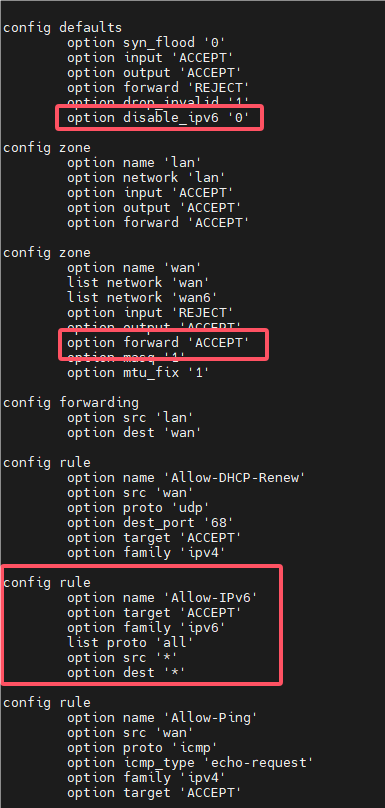 config defaults
option syn_flood '0'
option input 'ACCEPT'
option output 'ACCEPT'
option forward 'REJECT'
option drop_invalid '1'
option disable_ipv6 '0'
config zone
option name 'lan'
option network 'lan'
option input 'ACCEPT'
option output 'ACCEPT'
option forward 'ACCEPT'
config zone
option name 'wan'
list network 'wan'
list network 'wan6'
option input 'REJECT'
option output 'ACCEPT'
option forward 'ACCEPT'
option masq '1'
option mtu_fix '1'
config forwarding
option src 'lan'
option dest 'wan'
config rule
option name 'Allow-DHCP-Renew'
option src 'wan'
option proto 'udp'
option dest_port '68'
option target 'ACCEPT'
option family 'ipv4'
config rule
option name 'Allow-IPv6'
option target 'ACCEPT'
option family 'ipv6'
list proto 'all'
option src '*'
option dest '*'
config rule
option name 'Allow-Ping'
option src 'wan'
option proto 'icmp'
option icmp_type 'echo-request'
option family 'ipv4'
option target 'ACCEPT'